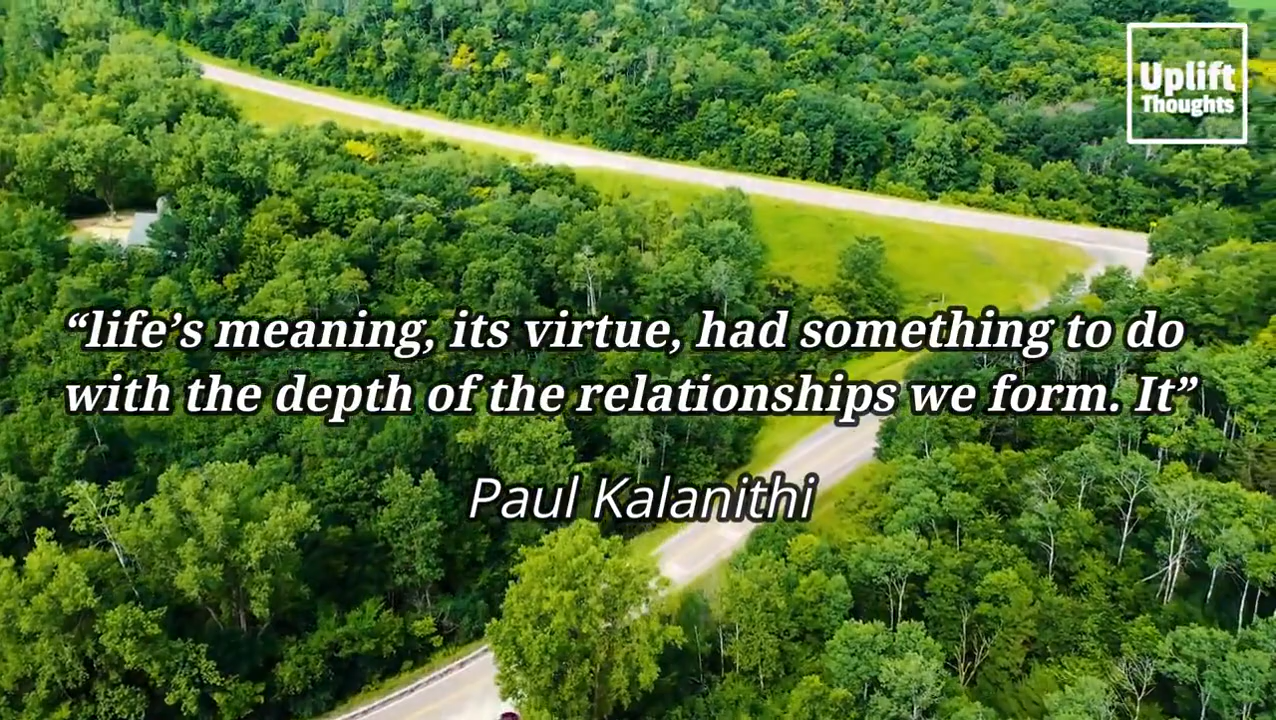 Uplift
Thoughts
“life’s meaning, its virtue, had something to do
with the depth of the relationships we form. It”
Paul Kalanithi